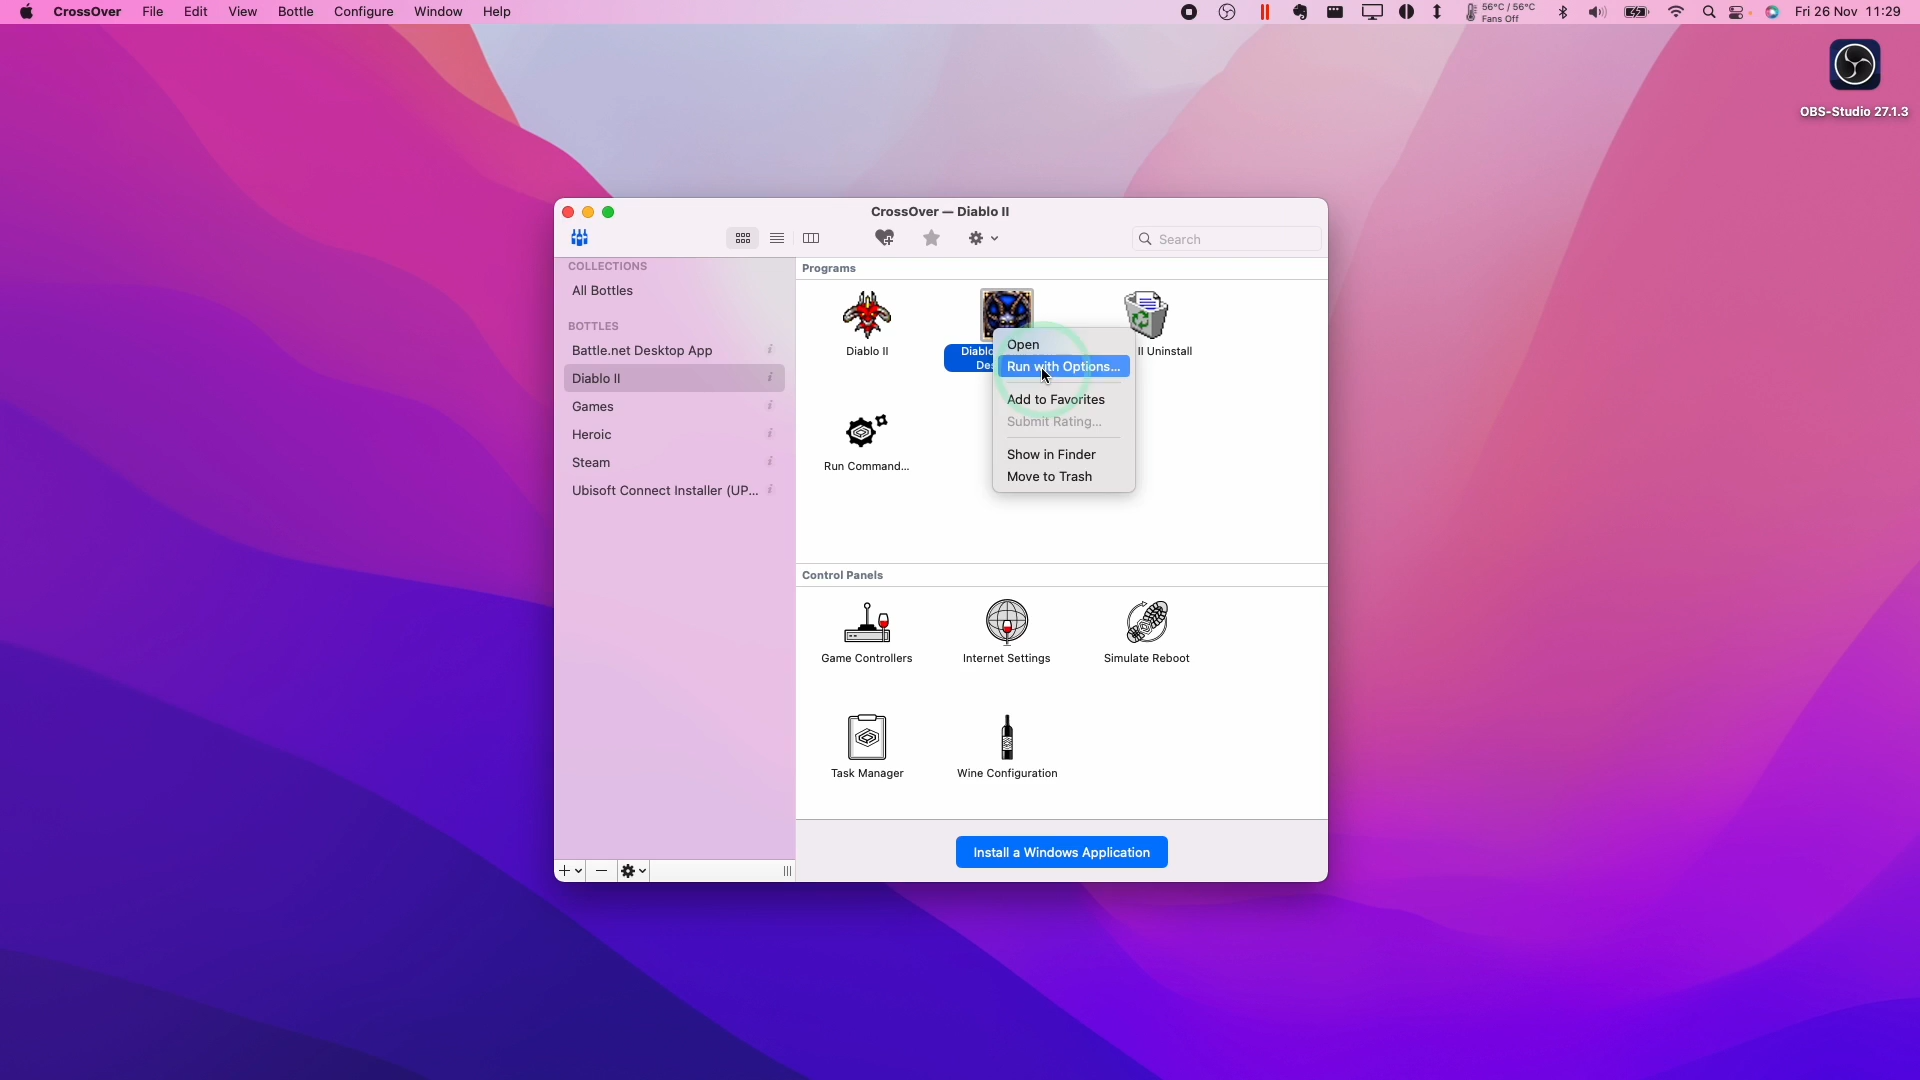 CrossOver File Edit View Bottle Configure Window Help
56°C / 56°C
Fans Off
Fri 26 Nov 11:29
OBS-Studio 27.1.3
CrossOver — Diablo II
Search
COLLECTIONS
All Bottles
BOTTLES
Battle.net Desktop App
Diablo II
Games
Heroic
Steam
Ubisoft Connect Installer (UP...
Programs
Diablo II
Diablo
II Uninstall
Run Command...
Open
Run with Options...
Add to Favorites
Submit Rating...
Show in Finder
Move to Trash
Control Panels
Game Controllers
Internet Settings
Simulate Reboot
Task Manager
Wine Configuration
Install a Windows Application